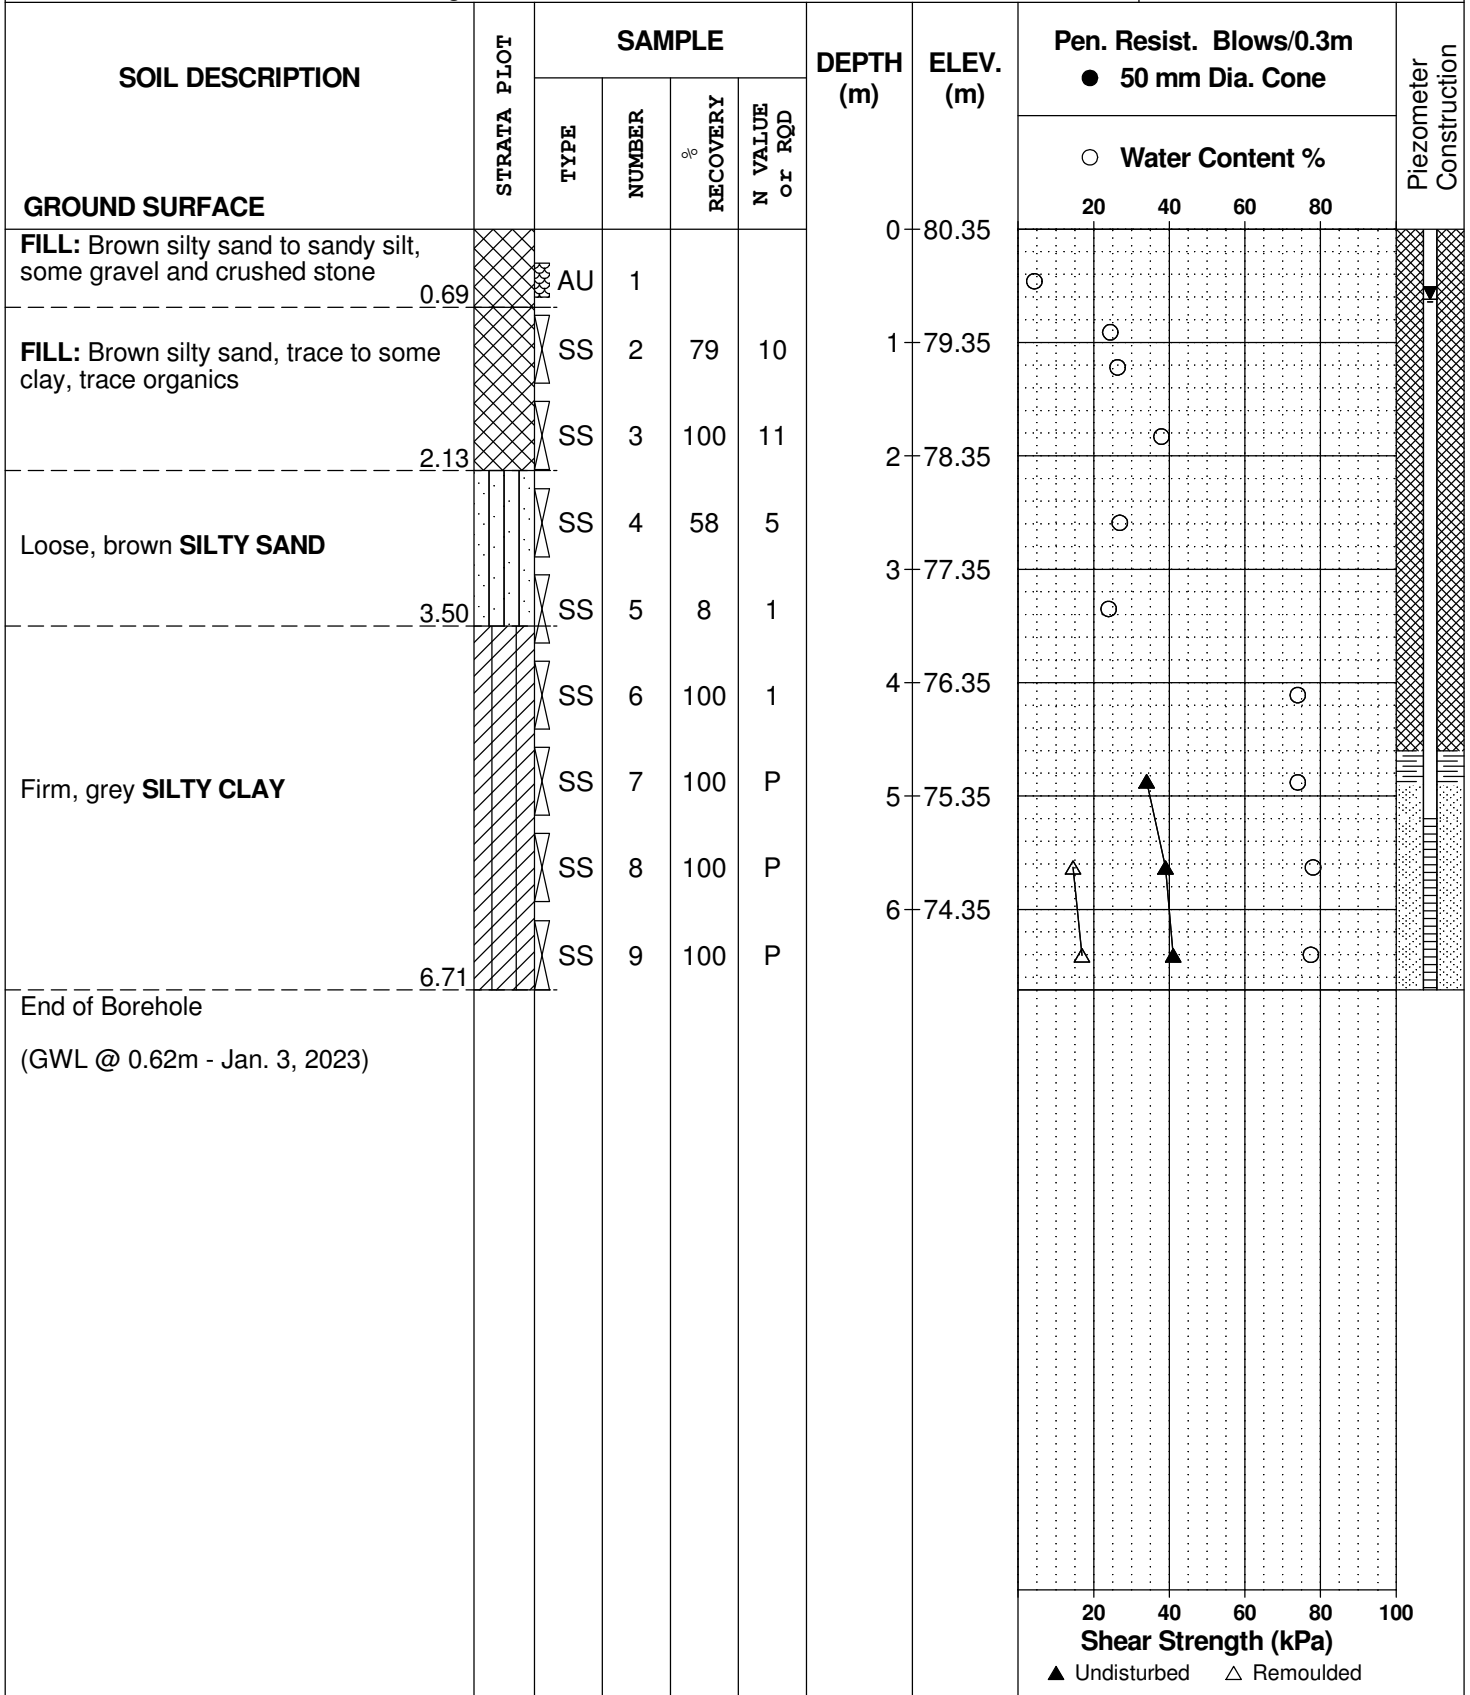 SOIL DESCRIPTION
GROUND SURFACE
STRATA PLOT
SAMPLE
TYPE
NUMBER
% RECOVERY
N VALUE
or RQD
DEPTH
(m)
ELEV.
(m)
Pen. Resist. Blows/0.3m
● 50 mm Dia. Cone
○ Water Content %
20 40 60 80
Piezometer
Construction
0 80.35
FILL: Brown silty sand to sandy silt,
some gravel and crushed stone
0.69
AU 1
FILL: Brown silty sand, trace to some
clay, trace organics
2.13
SS 2 79 10
1 79.35
SS 3 100 11
2 78.35
Loose, brown SILTY SAND
3.50
SS 4 58 5
3 77.35
SS 5 8 1
Firm, grey SILTY CLAY
6.71
SS 6 100 1
4 76.35
SS 7 100 P
5 75.35
SS 8 100 P
6 74.35
SS 9 100 P
End of Borehole
(GWL @ 0.62m - Jan. 3, 2023)
20 40 60 80 100
Shear Strength (kPa)
▲ Undisturbed △ Remoulded